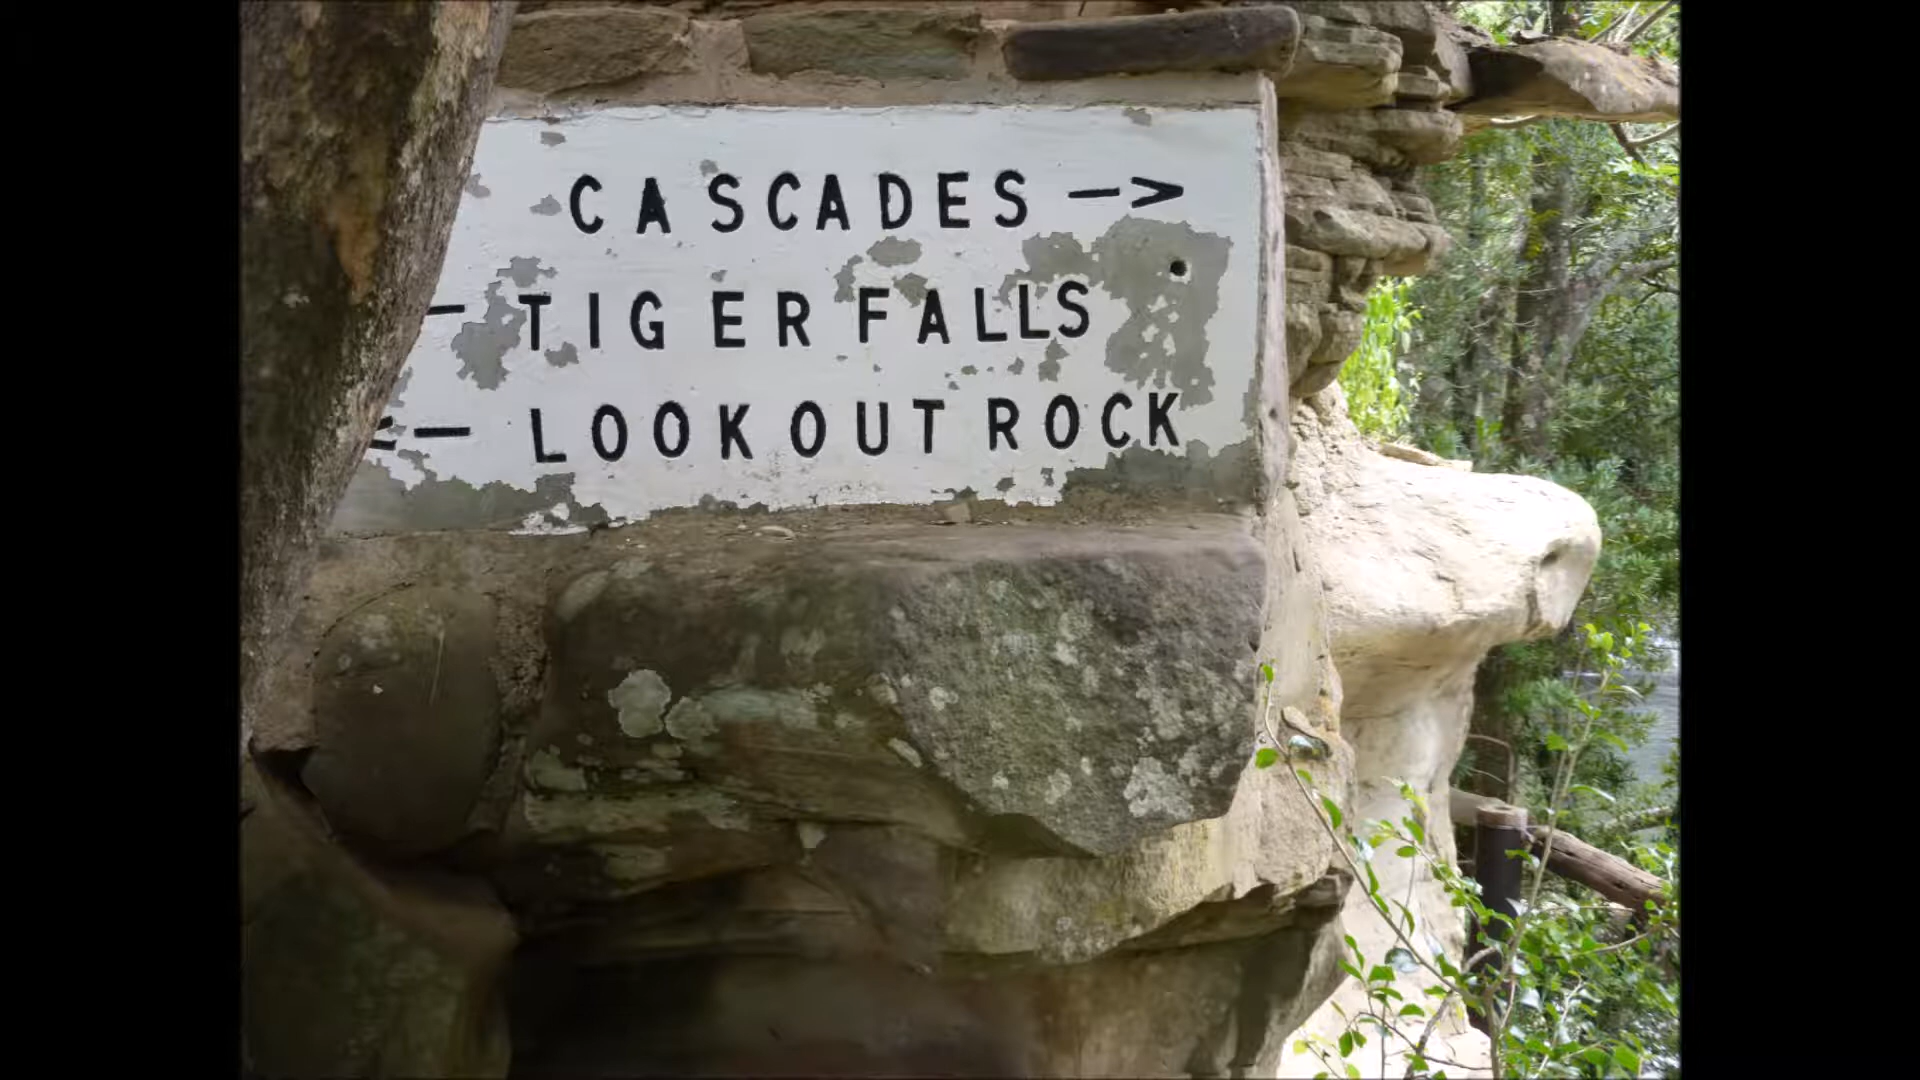 CASCADES —>
— TIGER FALLS
<— LOOKOUT ROCK